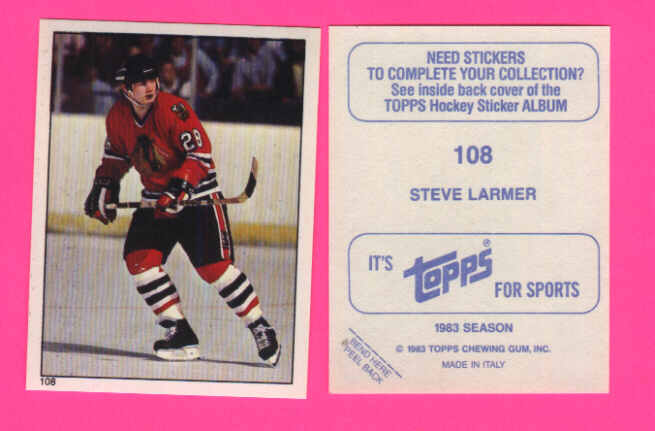 28
108
NEED STICKERS
TO COMPLETE YOUR COLLECTION?
See inside back cover of the
TOPPS Hockey Sticker ALBUM
108
STEVE LARMER
IT'S topps® FOR SPORTS
1983 SEASON
© 1983 TOPPS CHEWING GUM, INC.
MADE IN ITALY
BEND HERE
PEEL BACK